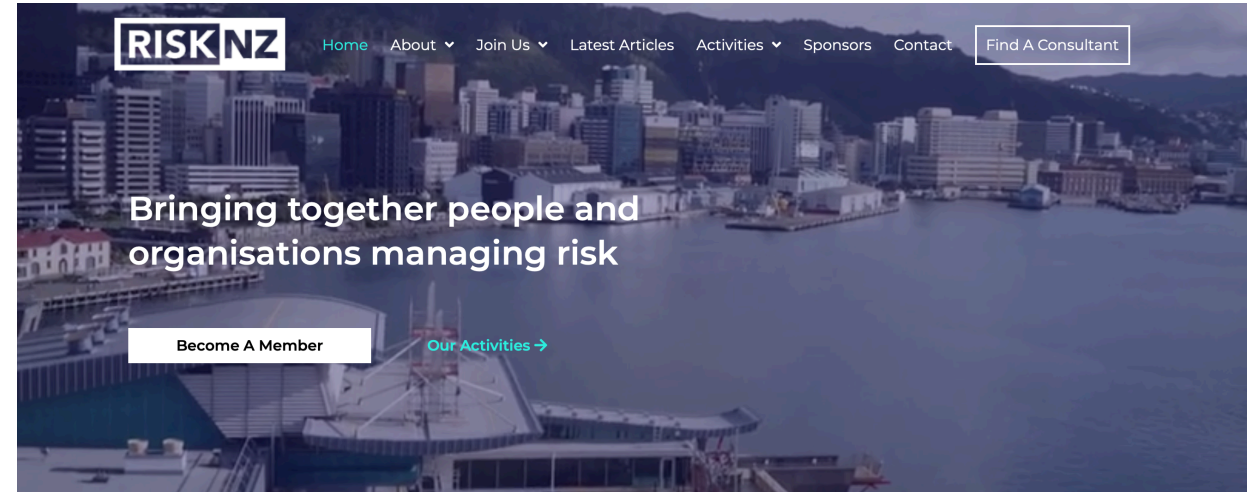 RISK NZ
Home About Join Us Latest Articles Activities Sponsors Contact Find A Consultant
Bringing together people and
organisations managing risk
Become A Member Our Activities →